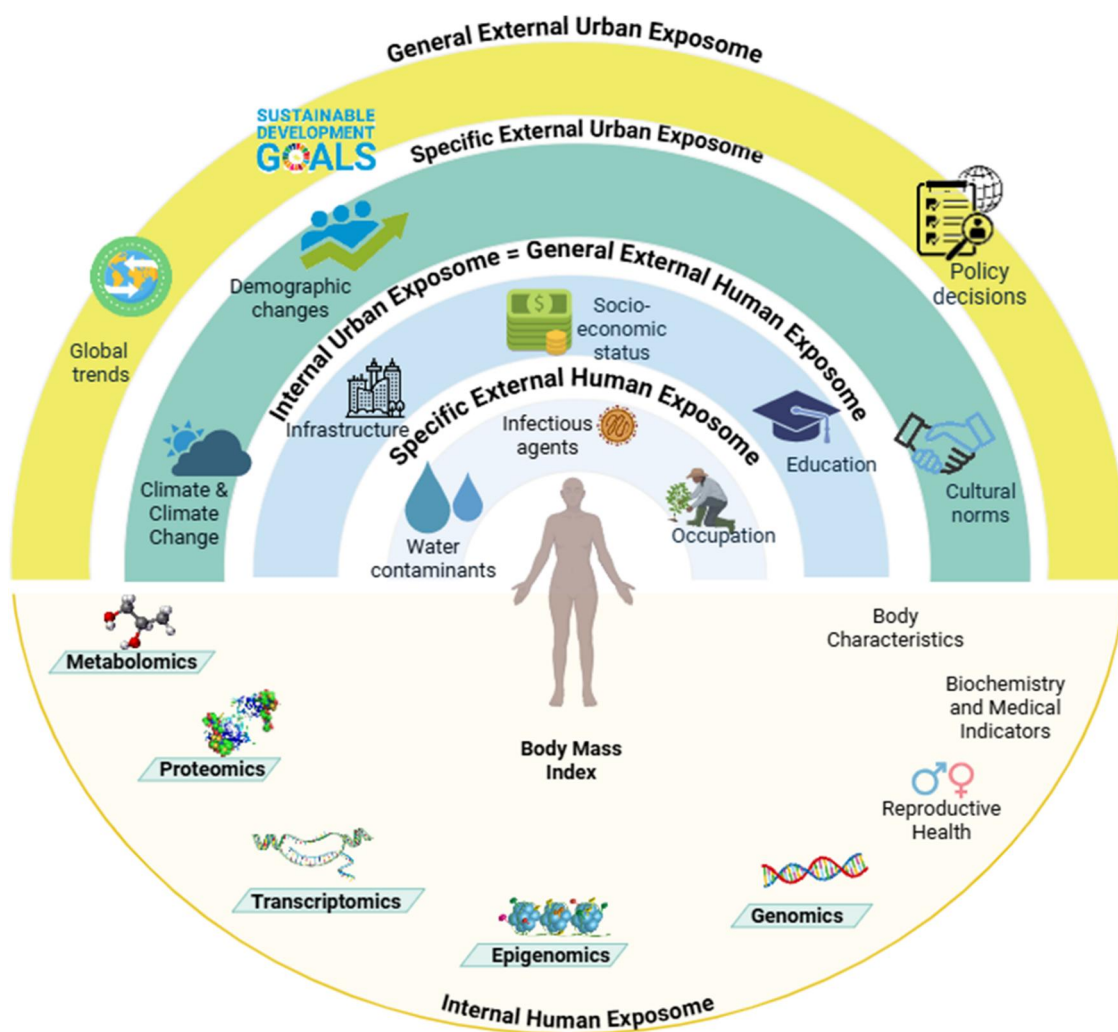 General External Urban Exposome
SUSTAINABLE
DEVELOPMENT
GOALS
Specific External Urban Exposome
Policy
decisions
Demographic
changes
Global
trends
Internal Urban Exposome = General External Human Exposome
Socio-
economic
status
Infrastructure
Education
Climate &
Climate
Change
Cultural
norms
Specific External Human Exposome
Infectious
agents
Water
contaminants
Occupation
Metabolomics
Body
Characteristics
Biochemistry
and Medical
Indicators
Proteomics
Body Mass
Index
Reproductive
Health
Transcriptomics
Genomics
Epigenomics
Internal Human Exposome